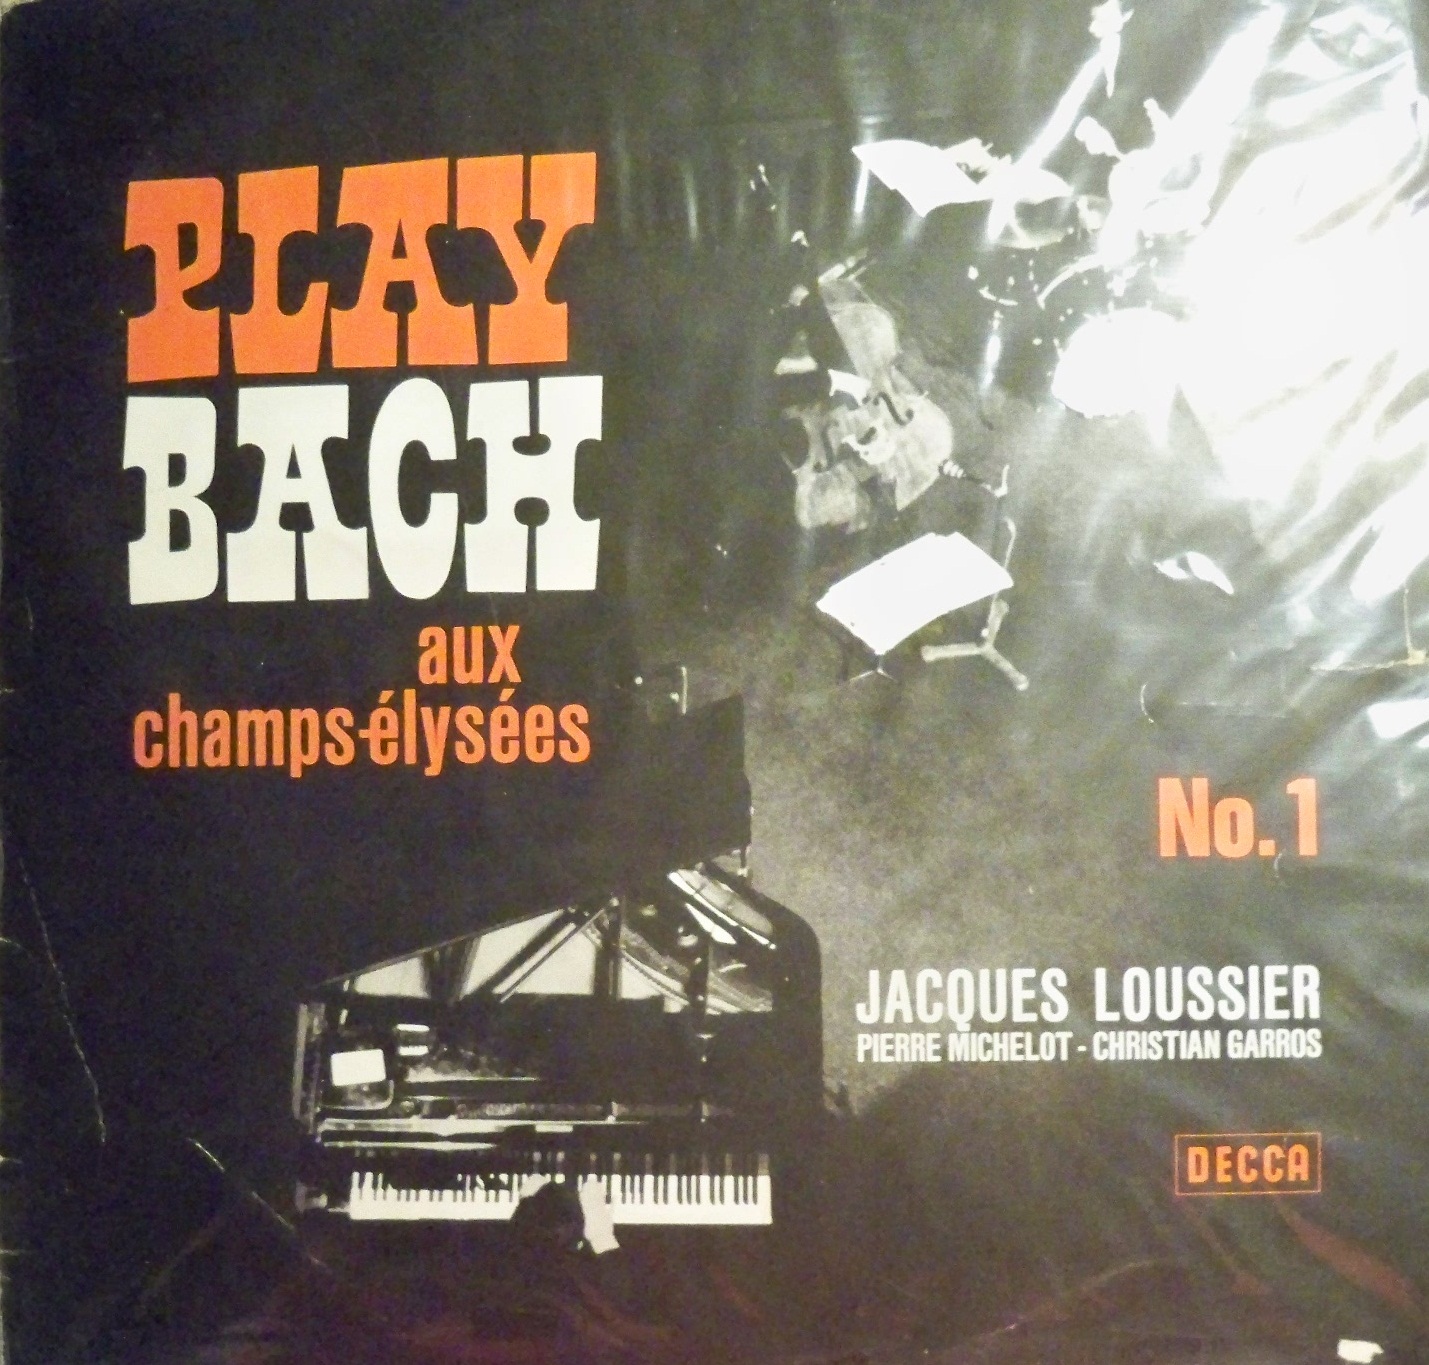 PLAY
BACH
aux
champs-élysées
No.1
JACQUES LOUSSIER
PIERRE MICHELOT - CHRISTIAN GARROS
DECCA